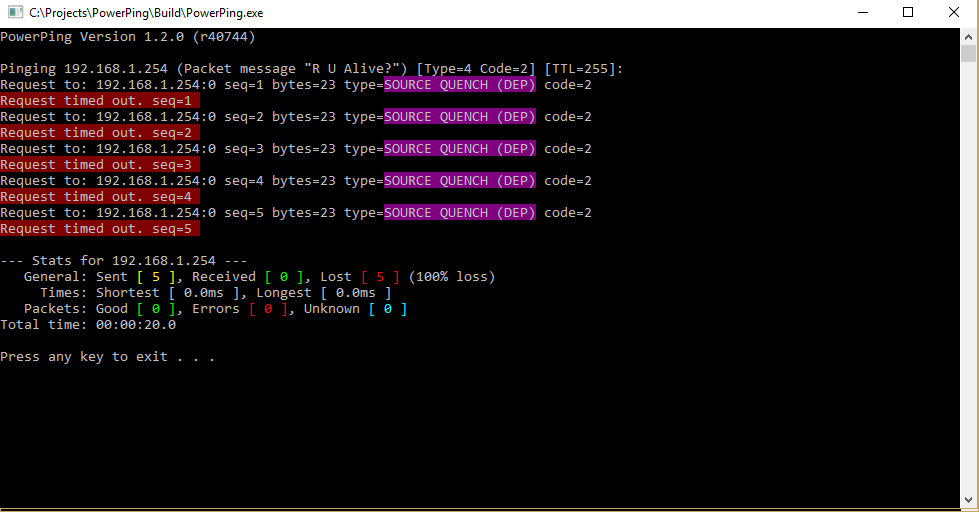 C:\Projects\PowerPing\Build\PowerPing.exe
PowerPing Version 1.2.0 (r40744)
Pinging 192.168.1.254 (Packet message "R U Alive?") [Type=4 Code=2] [TTL=255]:
Request to: 192.168.1.254:0 seq=1 bytes=23 type=SOURCE QUENCH (DEP) code=2
Request timed out. seq=1
Request to: 192.168.1.254:0 seq=2 bytes=23 type=SOURCE QUENCH (DEP) code=2
Request timed out. seq=2
Request to: 192.168.1.254:0 seq=3 bytes=23 type=SOURCE QUENCH (DEP) code=2
Request timed out. seq=3
Request to: 192.168.1.254:0 seq=4 bytes=23 type=SOURCE QUENCH (DEP) code=2
Request timed out. seq=4
Request to: 192.168.1.254:0 seq=5 bytes=23 type=SOURCE QUENCH (DEP) code=2
Request timed out. seq=5
--- Stats for 192.168.1.254 ---
General: Sent [ 5 ], Received [ 0 ], Lost [ 5 ] (100% loss)
Times: Shortest [ 0.0ms ], Longest [ 0.0ms ]
Packets: Good [ 0 ], Errors [ 0 ], Unknown [ 0 ]
Total time: 00:00:20.0
Press any key to exit . . .